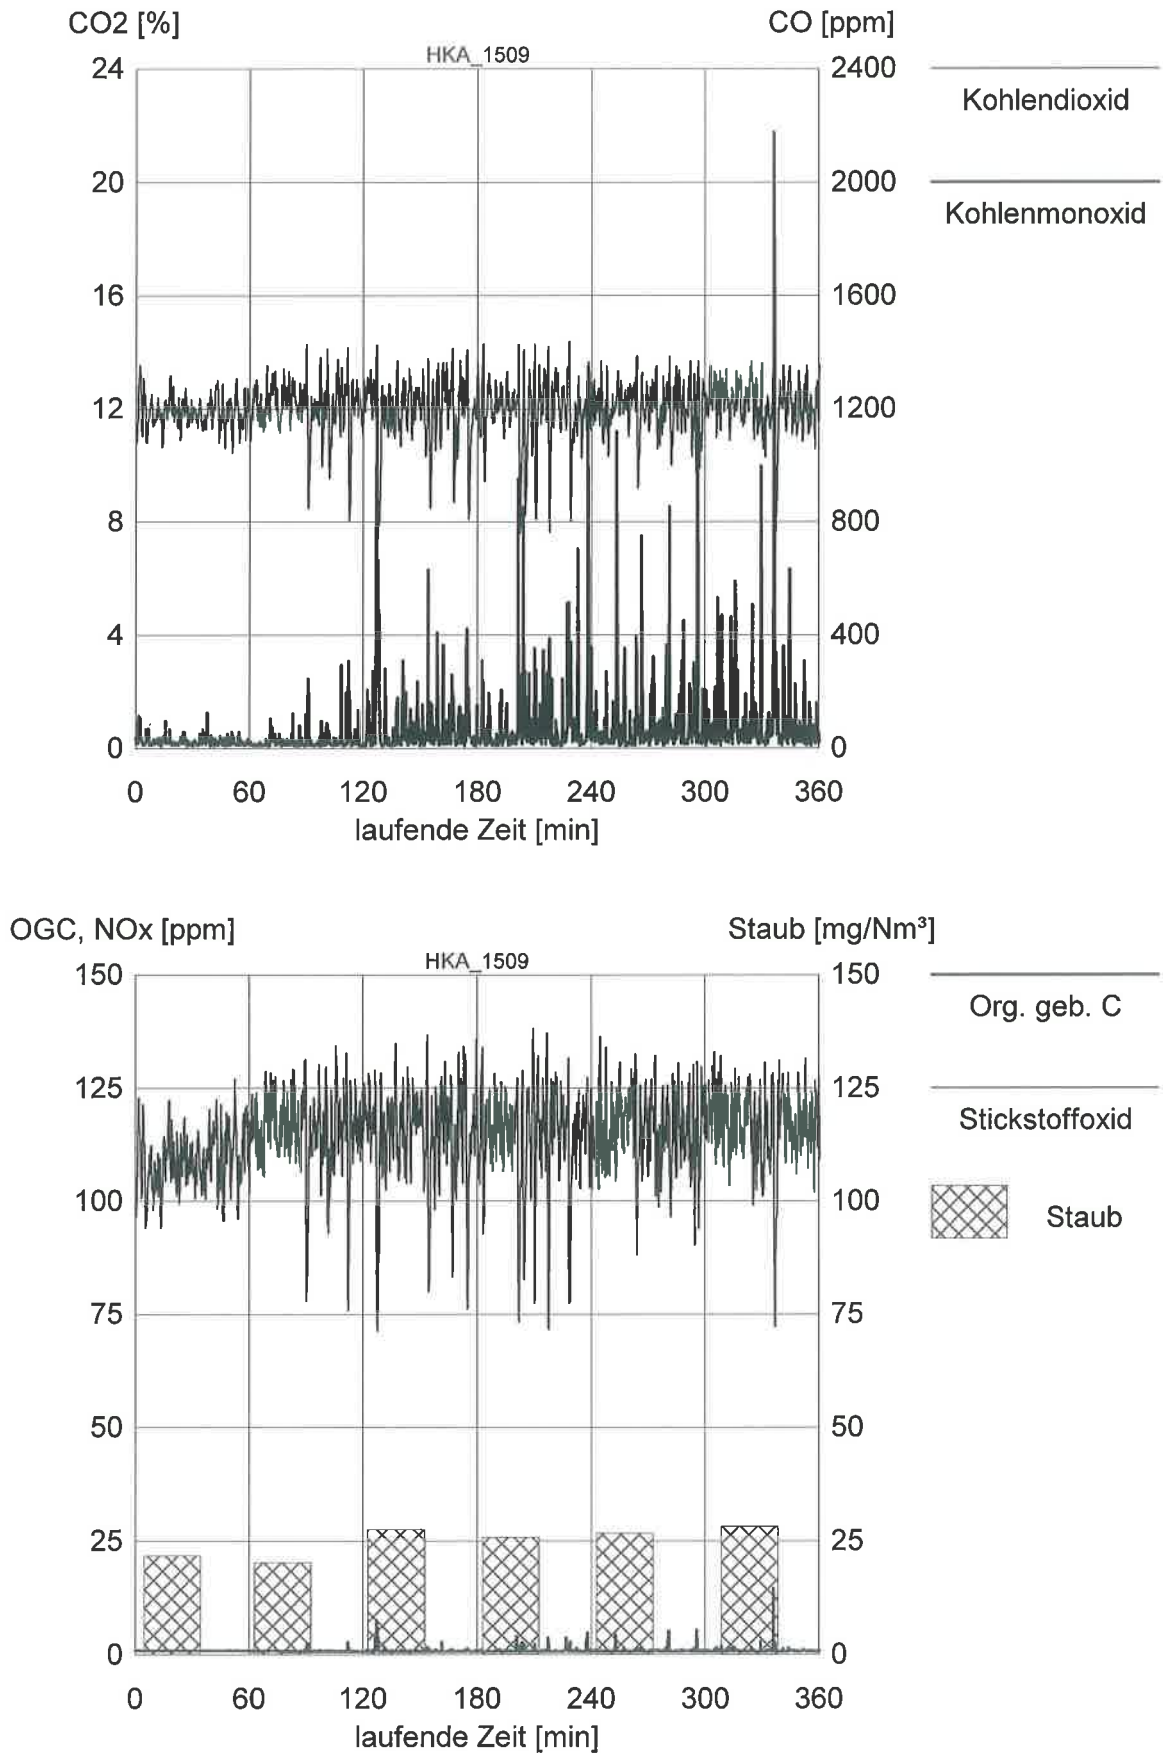 CO2 [%] CO [ppm]
HKA_1509
24 2400
Kohlendioxid
20 2000
Kohlenmonoxid
16 1600
12 1200
8 800
4 400
0 0
0 60 120 180 240 300 360
laufende Zeit [min]
OGC, NOx [ppm] Staub [mg/Nm³]
HKA_1509
150 150
Org. geb. C
125 125
Stickstoffoxid
100 100
Staub
75 75
50 50
25 25
0 0
0 60 120 180 240 300 360
laufende Zeit [min]